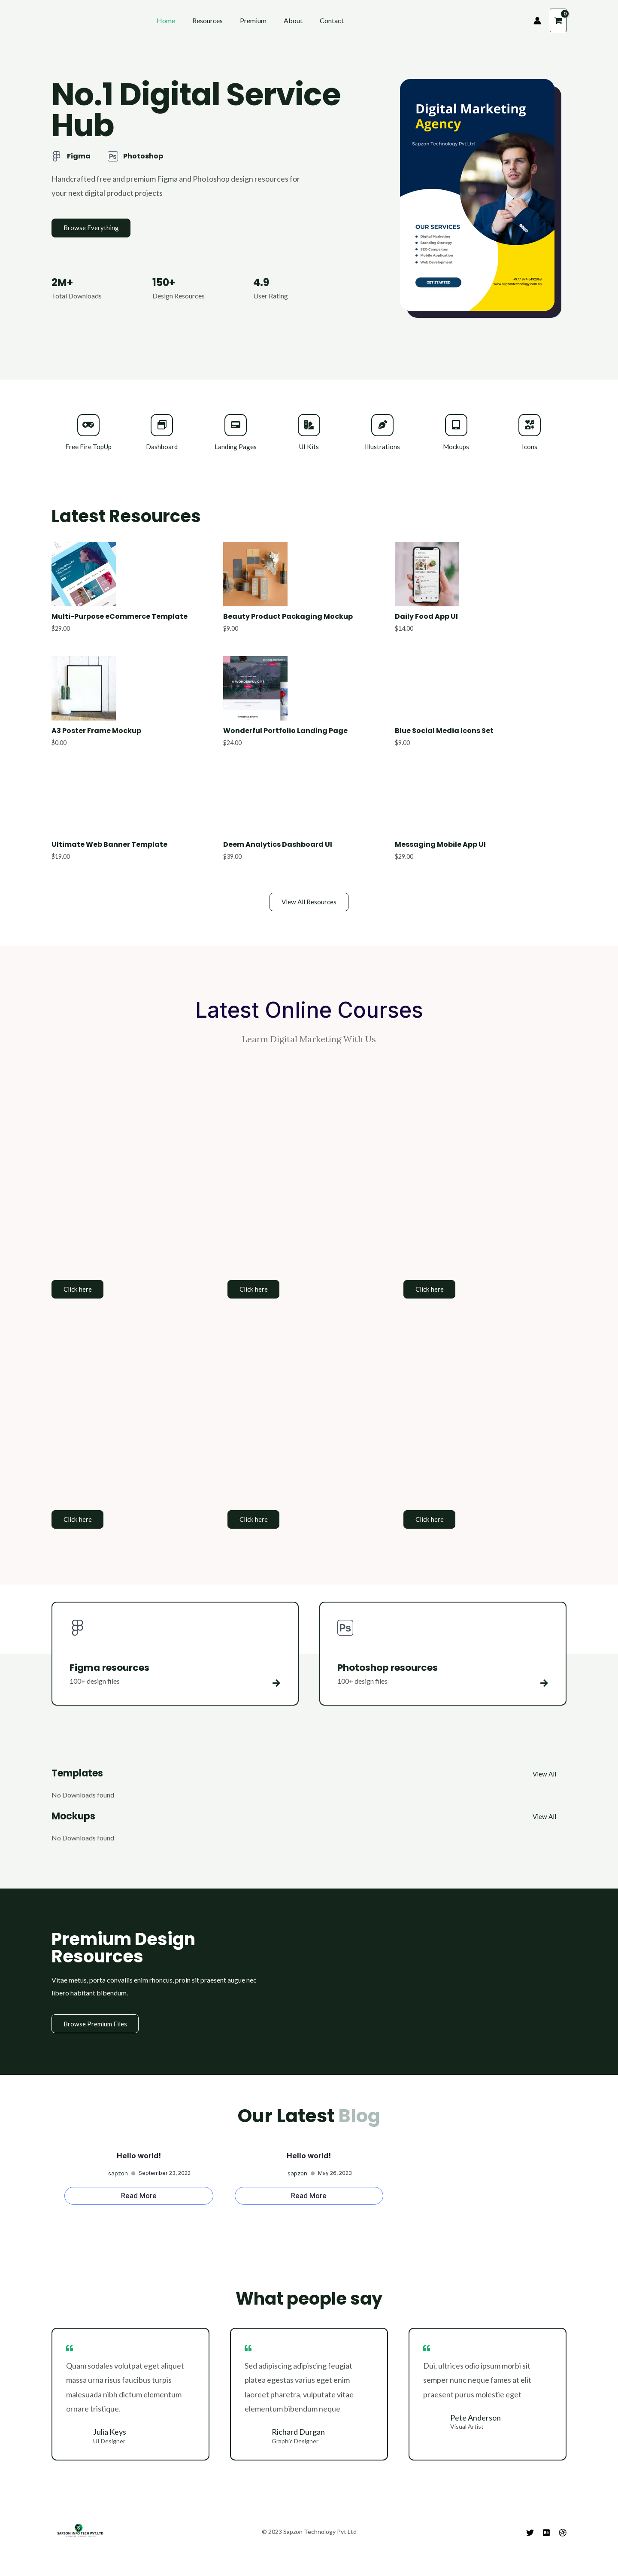 Home Resources Premium About Contact
0
No.1 Digital Service
Hub
Figma
Ps Photoshop
Handcrafted free and premium Figma and Photoshop design resources for
your next digital product projects
Browse Everything
2M+
Total Downloads
150+
Design Resources
4.9
User Rating
Digital Marketing
Agency
Sapzon Technology Pvt.Ltd
OUR SERVICES
Digital Marketing
Branding Strategy
SEO Campaigns
Mobile Application
Web Development
GET STARTED
www.sapzontechnology.com.np
Free Fire TopUp
Dashboard
Landing Pages
UI Kits
Illustrations
Mockups
Icons
Latest Resources
Multi-Purpose eCommerce Template
$29.00
Beauty Product Packaging Mockup
$9.00
Daily Food App UI
$14.00
A3 Poster Frame Mockup
$0.00
Wonderful Portfolio Landing Page
$24.00
Blue Social Media Icons Set
$9.00
Ultimate Web Banner Template
$19.00
Deem Analytics Dashboard UI
$39.00
Messaging Mobile App UI
$29.00
View All Resources
Latest Online Courses
Learm Digital Marketing With Us
Click here
Click here
Click here
Click here
Click here
Click here
Figma resources
100+ design files
Ps
Photoshop resources
100+ design files
Templates
View All
No Downloads found
Mockups
View All
No Downloads found
Premium Design
Resources
Vitae metus, porta convallis enim rhoncus, proin sit praesent augue nec
libero habitant bibendum.
Browse Premium Files
Our Latest Blog
Hello world!
sapzon September 23, 2022
Read More
Hello world!
sapzon May 26, 2023
Read More
What people say
Quam sodales volutpat eget aliquet
massa urna risus faucibus turpis
malesuada nibh dictum elementum
ornare tristique.
Julia Keys
UI Designer
Sed adipiscing adipiscing feugiat
platea egestas varius eget enim
laoreet pharetra, vulputate vitae
elementum bibendum neque
Richard Durgan
Graphic Designer
Dui, ultrices odio ipsum morbi sit
semper nunc neque fames at elit
praesent purus molestie eget
Pete Anderson
Visual Artist
SAPZON INFO TECH PVT.LTD
© 2023 Sapzon Technology Pvt Ltd